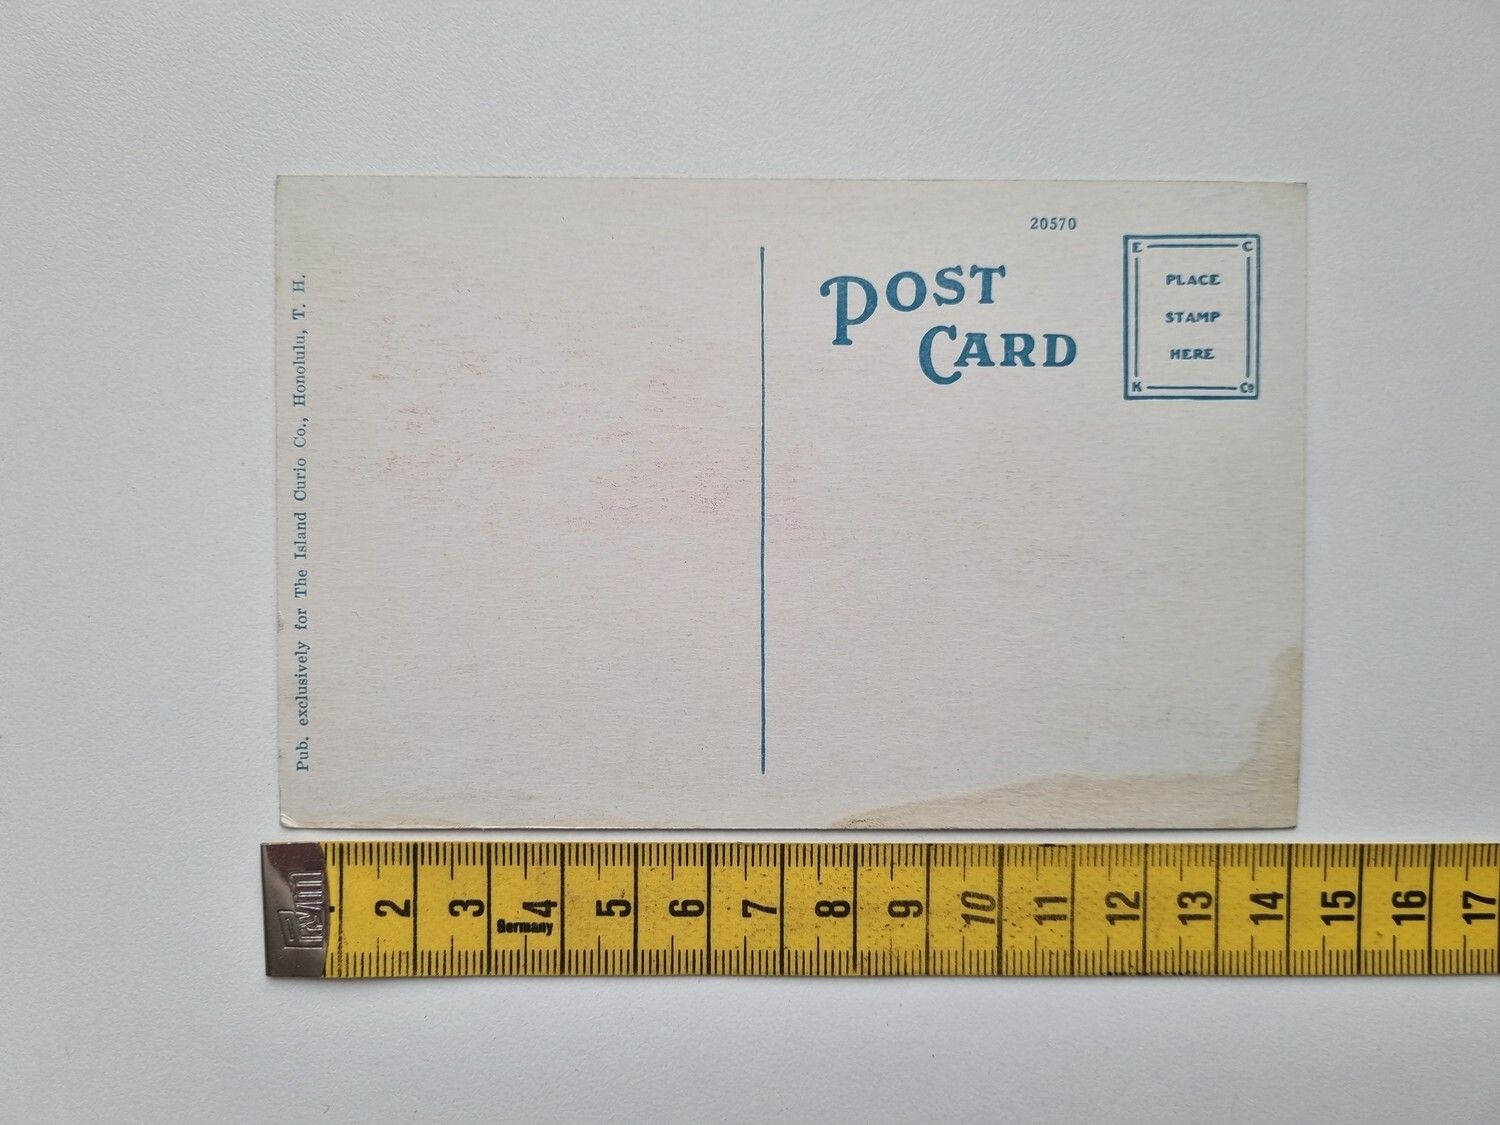 20570
POST
CARD
E C
PLACE
STAMP
HERE
K Co
Pub. exclusively for The Island Curio Co., Honolulu, T. H.
prym
2 3 4 5 6 7 8 9 10 11 12 13 14 15 16 17
Germany